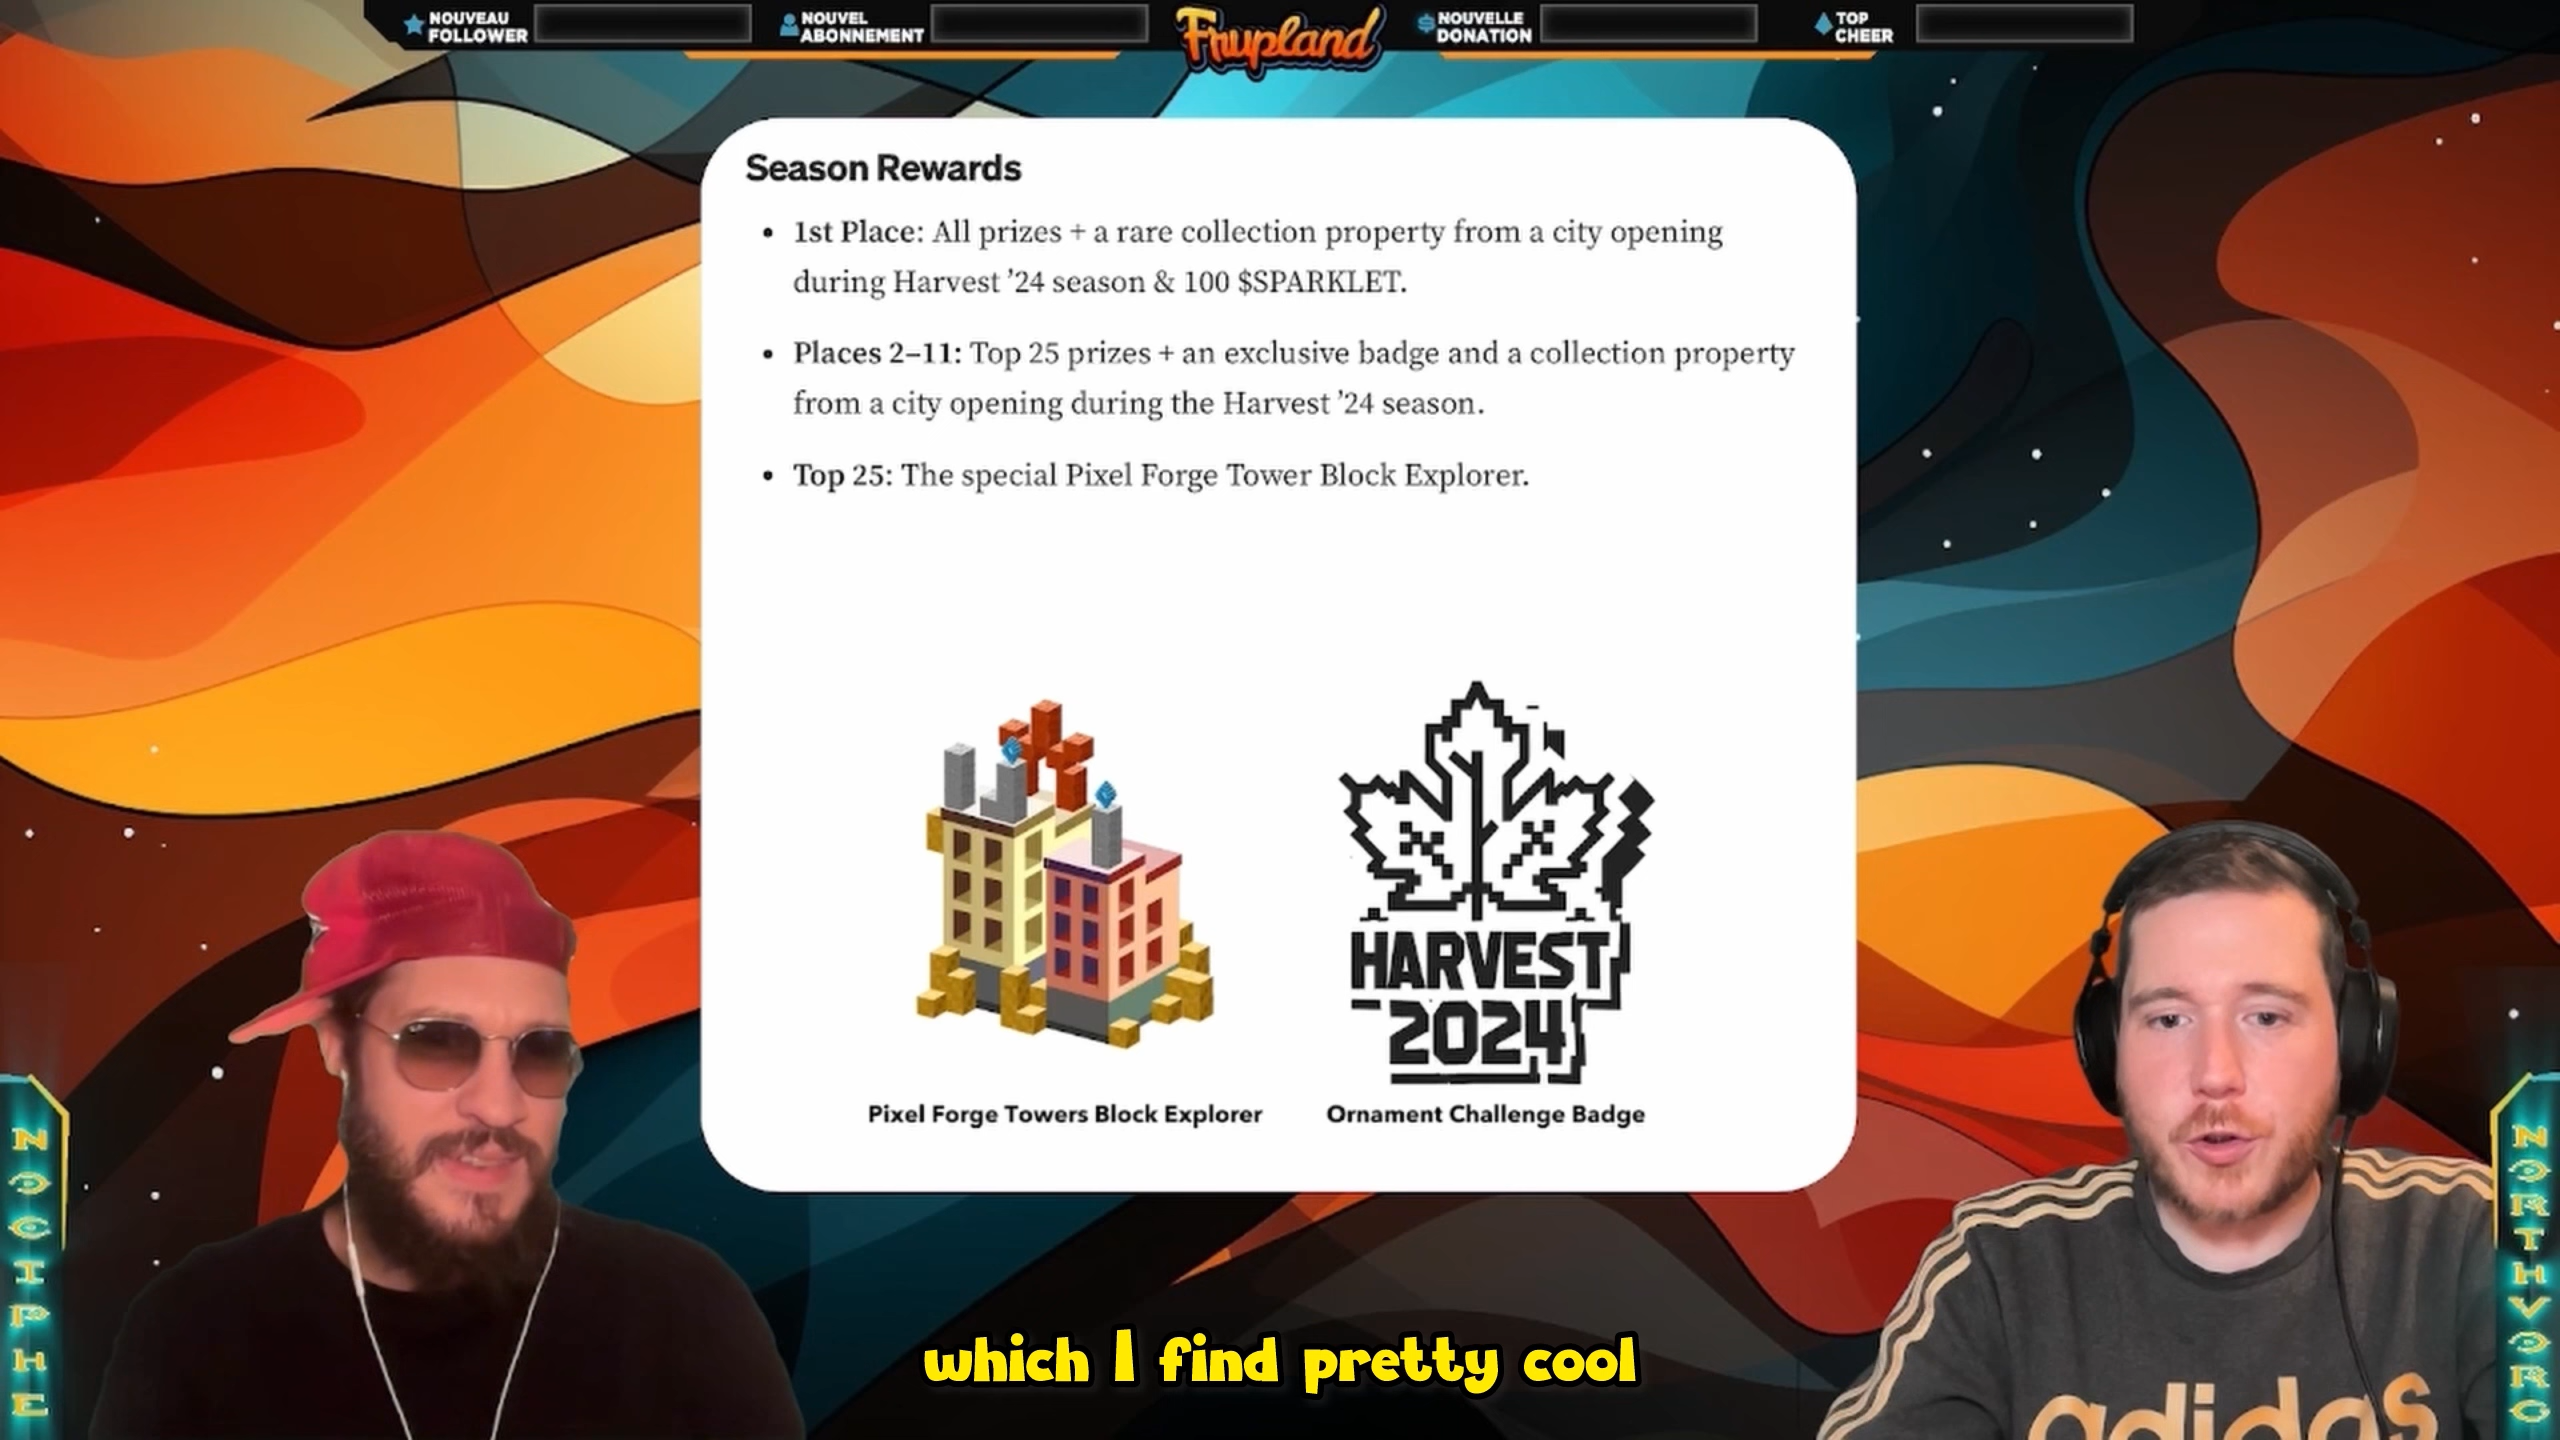 NOUVEAU
FOLLOWER
NOUVEL
ABONNEMENT
Frupland
NOUVELLE
DONATION
TOP
CHEER
Season Rewards
• 1st Place: All prizes + a rare collection property from a city opening
during Harvest ’24 season & 100 $SPARKLET.
• Places 2–11: Top 25 prizes + an exclusive badge and a collection property
from a city opening during the Harvest ’24 season.
• Top 25: The special Pixel Forge Tower Block Explorer.
HARVEST
2024
Pixel Forge Towers Block Explorer
Ornament Challenge Badge
NOCIPHE
NORTHVORG
which I find pretty cool
adidas